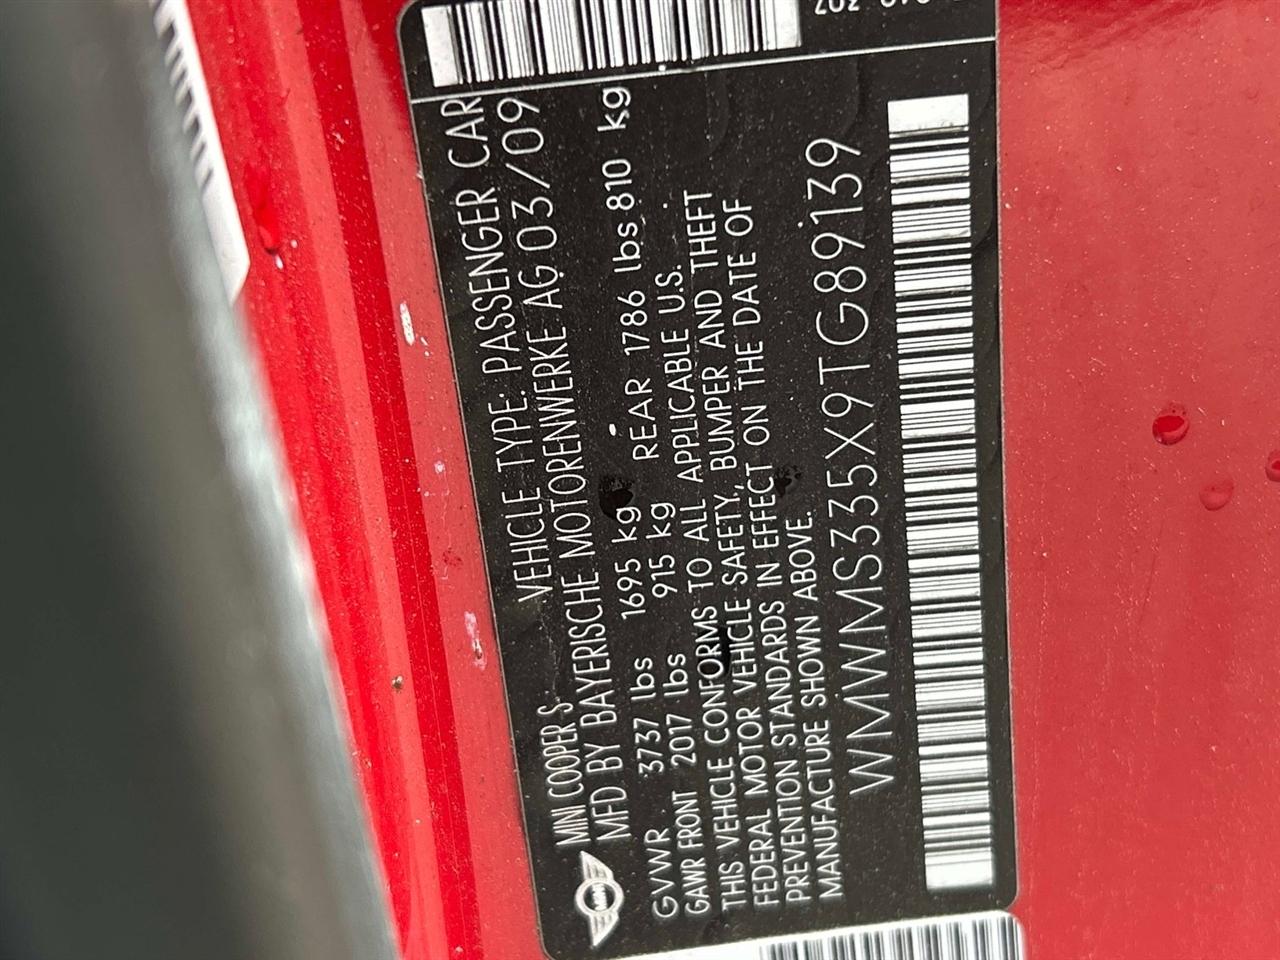 MINI COOPER S. VEHICLE TYPE: PASSENGER CAR
MFD BY BAYERISCHE MOTORENWERKE AG 03/09
GVWR 3737 lbs 1695 kg
GAWR FRONT 2017 lbs 915 kg REAR 1786 lbs 810 kg
THIS VEHICLE CONFORMS TO ALL APPLICABLE U.S.
FEDERAL MOTOR VEHICLE SAFETY, BUMPER AND THEFT
PREVENTION STANDARDS IN EFFECT ON THE DATE OF
MANUFACTURE SHOWN ABOVE.
WMWMS335X9TG89139